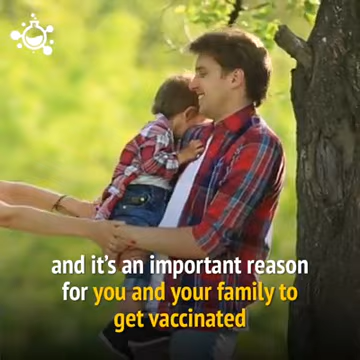 and it's an important reason
for you and your family to
get vaccinated